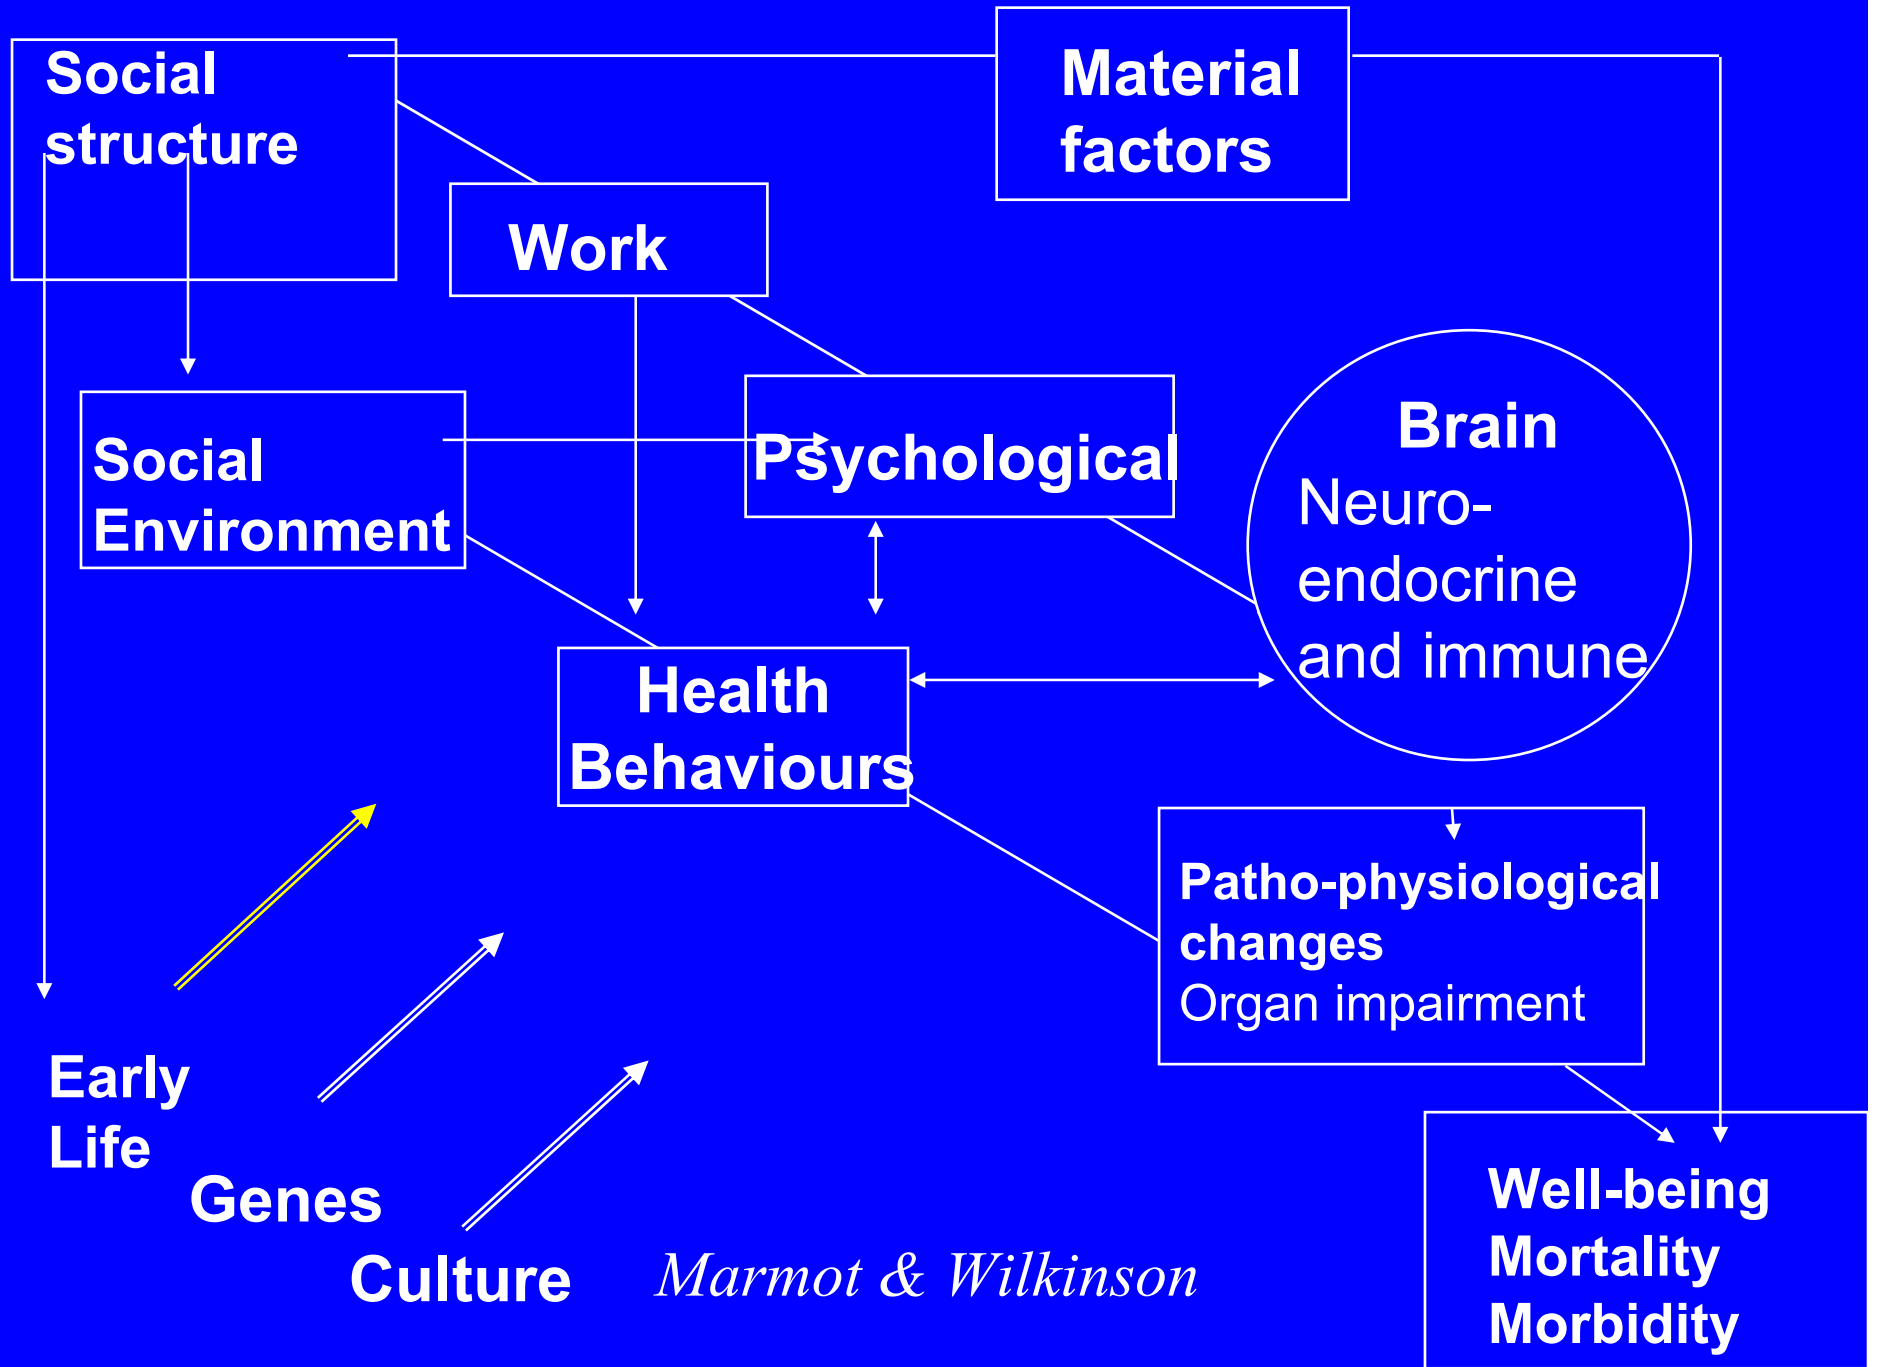 Social
structure
Material
factors
Work
Social
Environment
Psychological
Brain
Neuro-
endocrine
and immune
Health
Behaviours
Patho-physiological
changes
Organ impairment
Early
Life
Genes
Culture
Marmot & Wilkinson
Well-being
Mortality
Morbidity